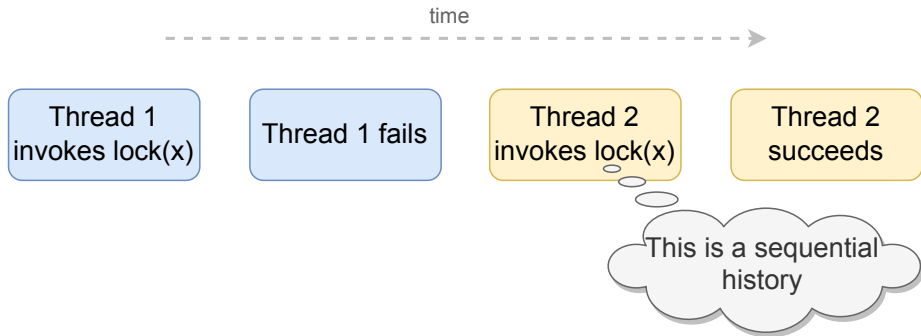 time
Thread 1
invokes lock(x)
Thread 1 fails
Thread 2
invokes lock(x)
Thread 2
succeeds
This is a sequential
history